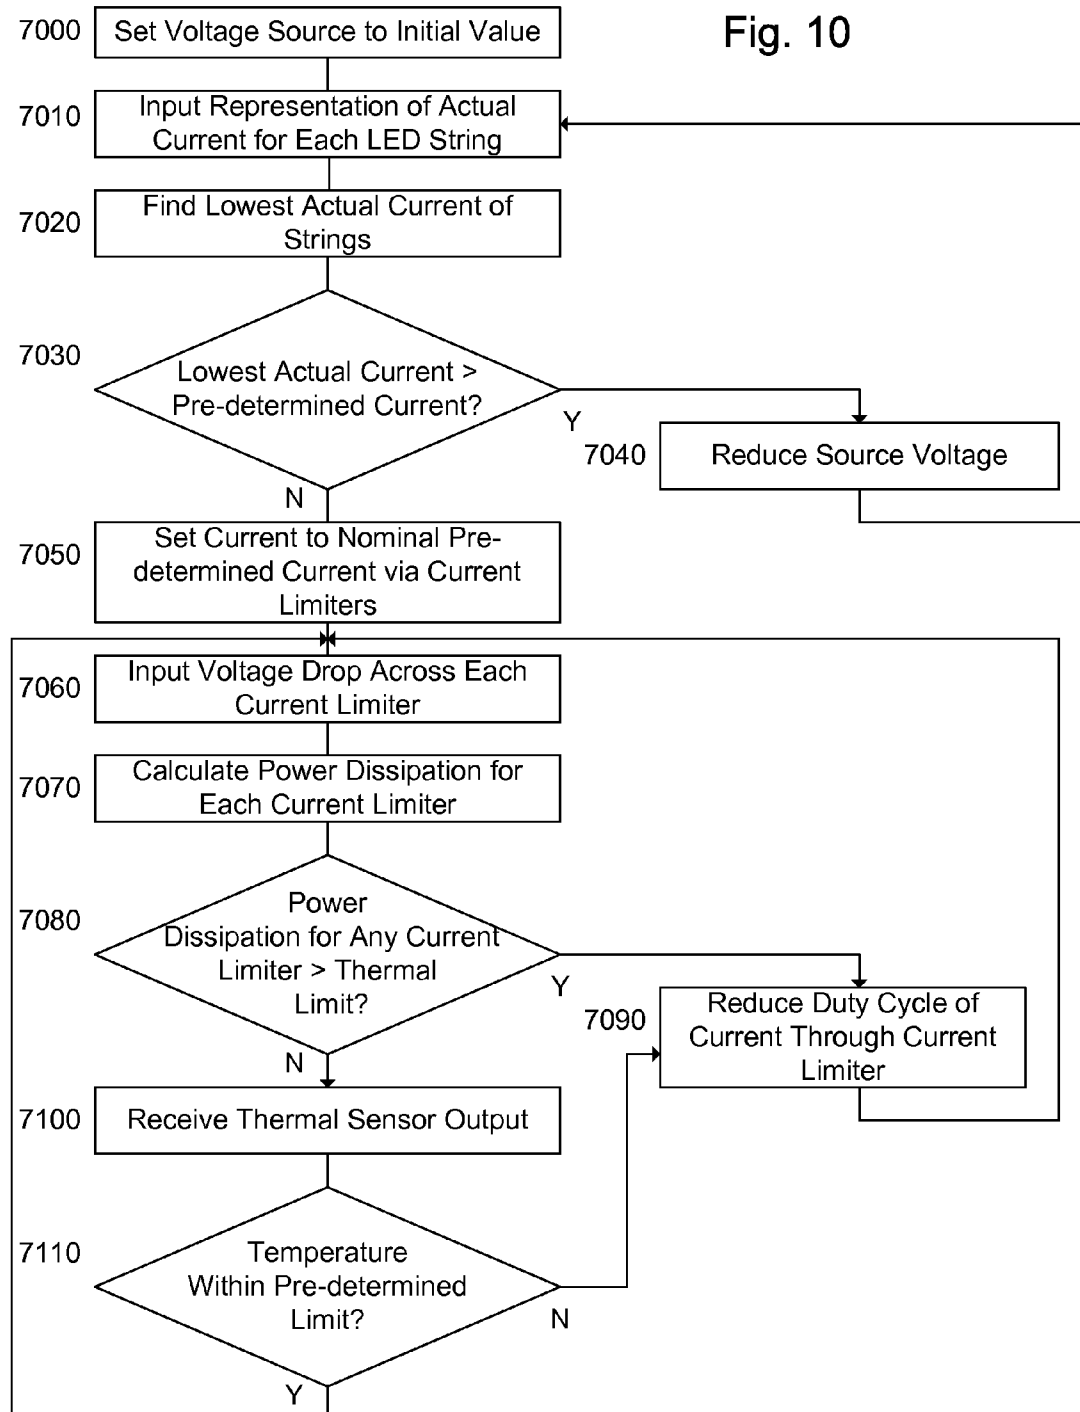 Fig. 10
7000
Set Voltage Source to Initial Value
7010
Input Representation of Actual
Current for Each LED String
7020
Find Lowest Actual Current of
Strings
7030
Lowest Actual Current >
Pre-determined Current?
Y
N
7040
Reduce Source Voltage
7050
Set Current to Nominal Pre-
determined Current via Current
Limiters
7060
Input Voltage Drop Across Each
Current Limiter
7070
Calculate Power Dissipation for
Each Current Limiter
7080
Power
Dissipation for Any Current
Limiter > Thermal
Limit?
Y
N
7090
Reduce Duty Cycle of
Current Through Current
Limiter
7100
Receive Thermal Sensor Output
7110
Temperature
Within Pre-determined
Limit?
N
Y